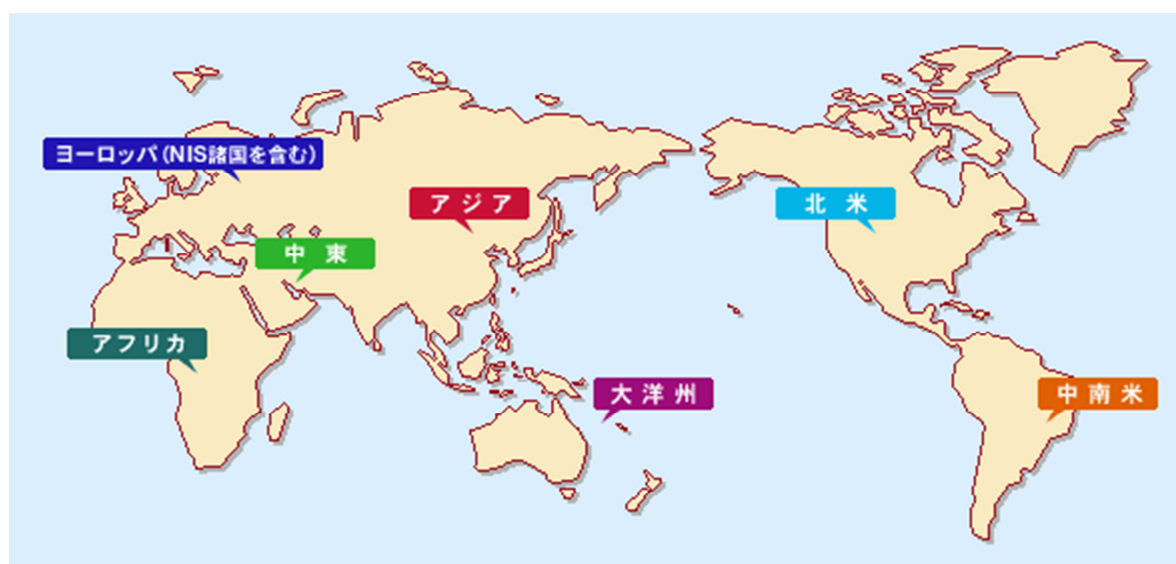 ヨーロッパ(NIS諸国を含む)
アジア
北米
中東
アフリカ
大洋州
中南米